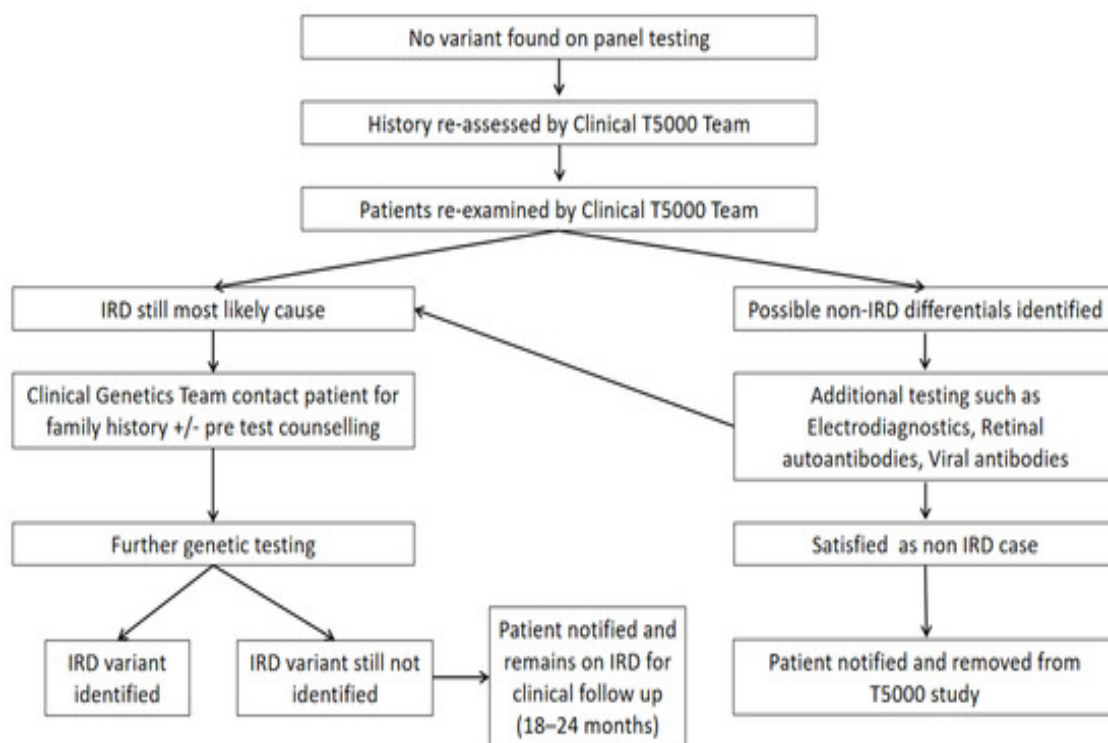 No variant found on panel testing
History re-assessed by Clinical T5000 Team
Patients re-examined by Clinical T5000 Team
IRD still most likely cause
Possible non-IRD differentials identified
Clinical Genetics Team contact patient for
family history +/- pre test counselling
Additional testing such as
Electrodiagnostics, Retinal
autoantibodies, Viral antibodies
Further genetic testing
Satisfied as non IRD case
IRD variant
identified
IRD variant still not
identified
Patient notified and
remains on IRD for
clinical follow up
(18–24 months)
Patient notified and removed from
T5000 study